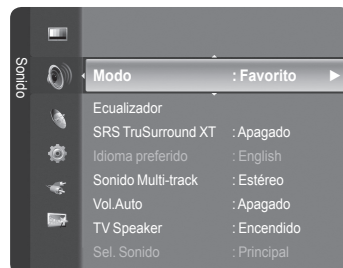 Sonido
Modo : Favorito
Ecualizador
SRS TruSurround XT : Apagado
Idioma preferido : English
Sonido Multi-track : Estéreo
Vol.Auto : Apagado
TV Speaker : Encendido
Sel. Sonido : Principal